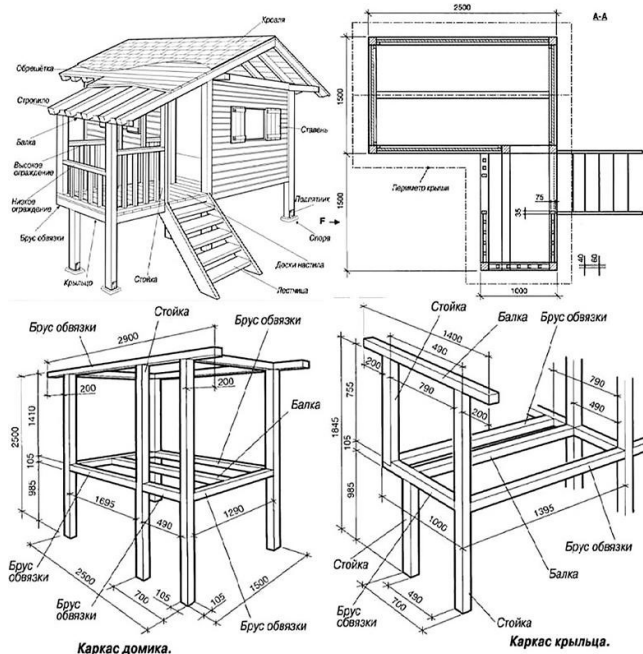 Кровля
Обрешётка
Стропило
Балка
Высокое
ограждение
Низкое
ограждение
Брус обвязки
Крыльцо
Стойка
Лестница
Доски настила
Опора
Подпятник
Ставень
2500
А-А
1500
1500
Периметр крыши
F
75
35
40
60
1000
Брус обвязки
Стойка
Брус обвязки
2900
200
200
Балка
2500
1410
105
985
1695
490
1290
Брус
обвязки
2500
700
105
105
1500
Брус
обвязки
Брус обвязки
Каркас домика.
Стойка
1400
Балка
Брус обвязки
490
200
790
200
790
490
1845
755
105
985
1000
1395
Стойка
Брус обвязки
Балка
490
700
Брус
обвязки
Стойка
Каркас крыльца.